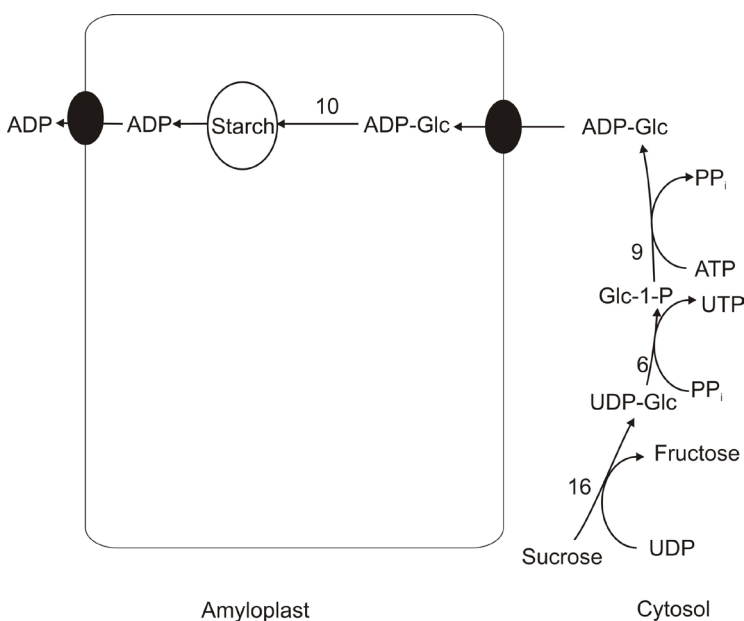 10
ADP ADP Starch ADP-Glc ADP-Glc
PPi
9
ATP
Glc-1-P
UTP
6
PPi
UDP-Glc
Fructose
16
UDP
Sucrose
Amyloplast Cytosol